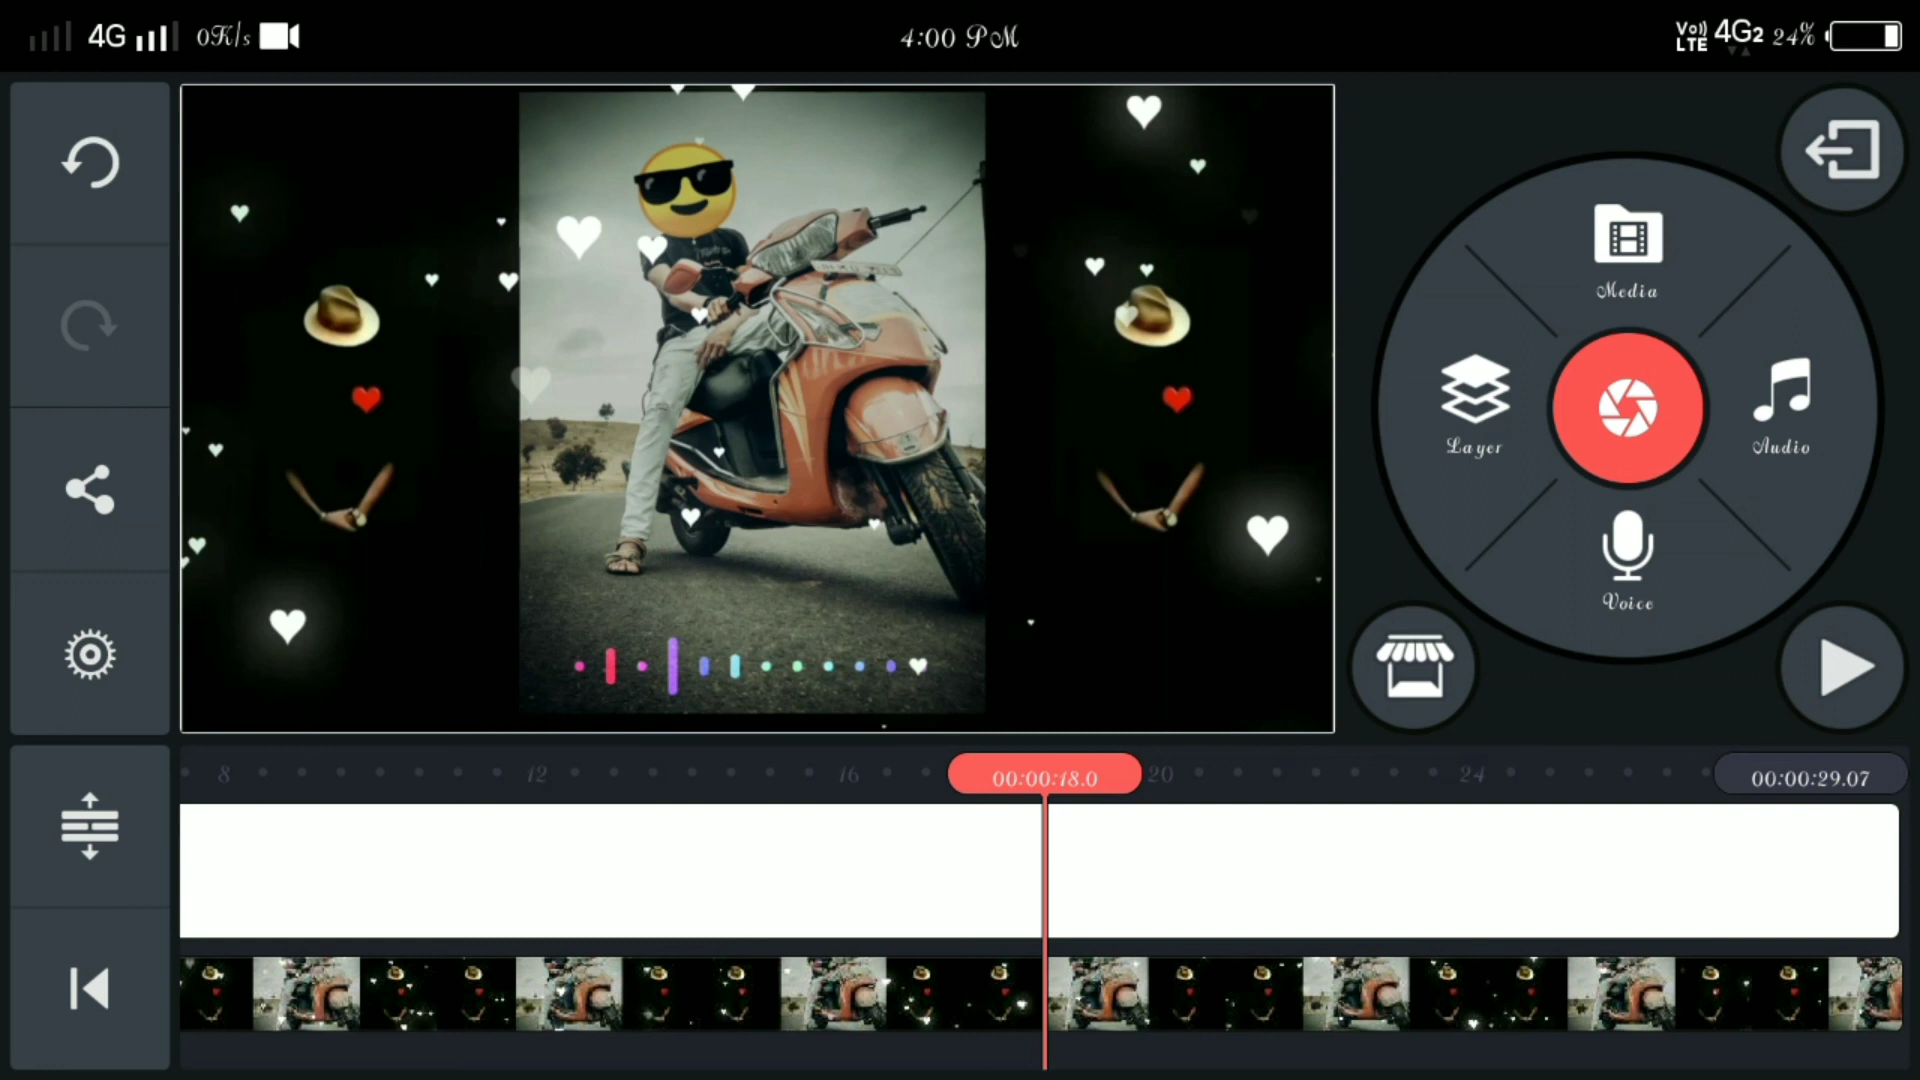 4G 0K/s 4:00 PM Vo)) LTE 4G2 24%
Media
Layer
Audio
Voice
8 12 16 00:00:18.0 20 24 00:00:29.07